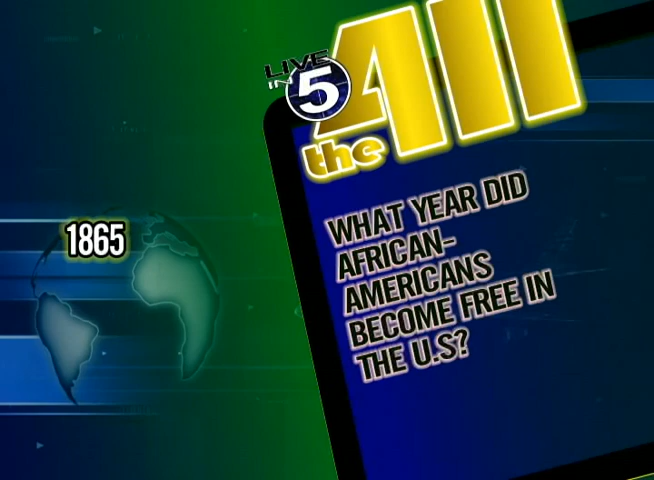 LIVE
IN 5
the 411
1865
WHAT YEAR DID
AFRICAN-
AMERICANS
BECOME FREE IN
THE U.S?